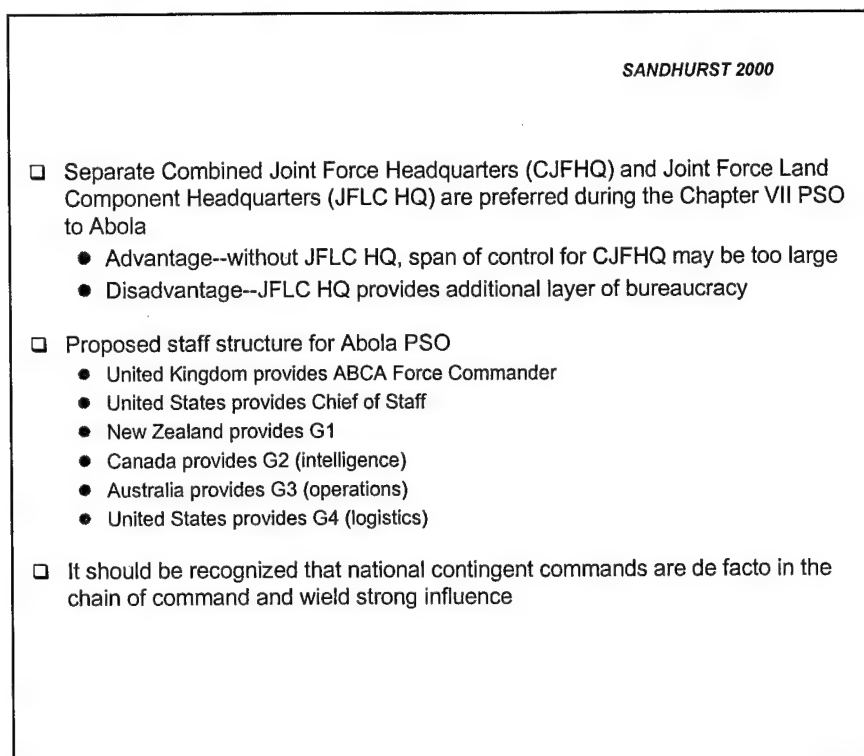 SANDHURST 2000
❑ Separate Combined Joint Force Headquarters (CJFHQ) and Joint Force Land
Component Headquarters (JFLC HQ) are preferred during the Chapter VII PSO
to Abola
● Advantage--without JFLC HQ, span of control for CJFHQ may be too large
● Disadvantage--JFLC HQ provides additional layer of bureaucracy
❑ Proposed staff structure for Abola PSO
● United Kingdom provides ABCA Force Commander
● United States provides Chief of Staff
● New Zealand provides G1
● Canada provides G2 (intelligence)
● Australia provides G3 (operations)
● United States provides G4 (logistics)
❑ It should be recognized that national contingent commands are de facto in the
chain of command and wield strong influence